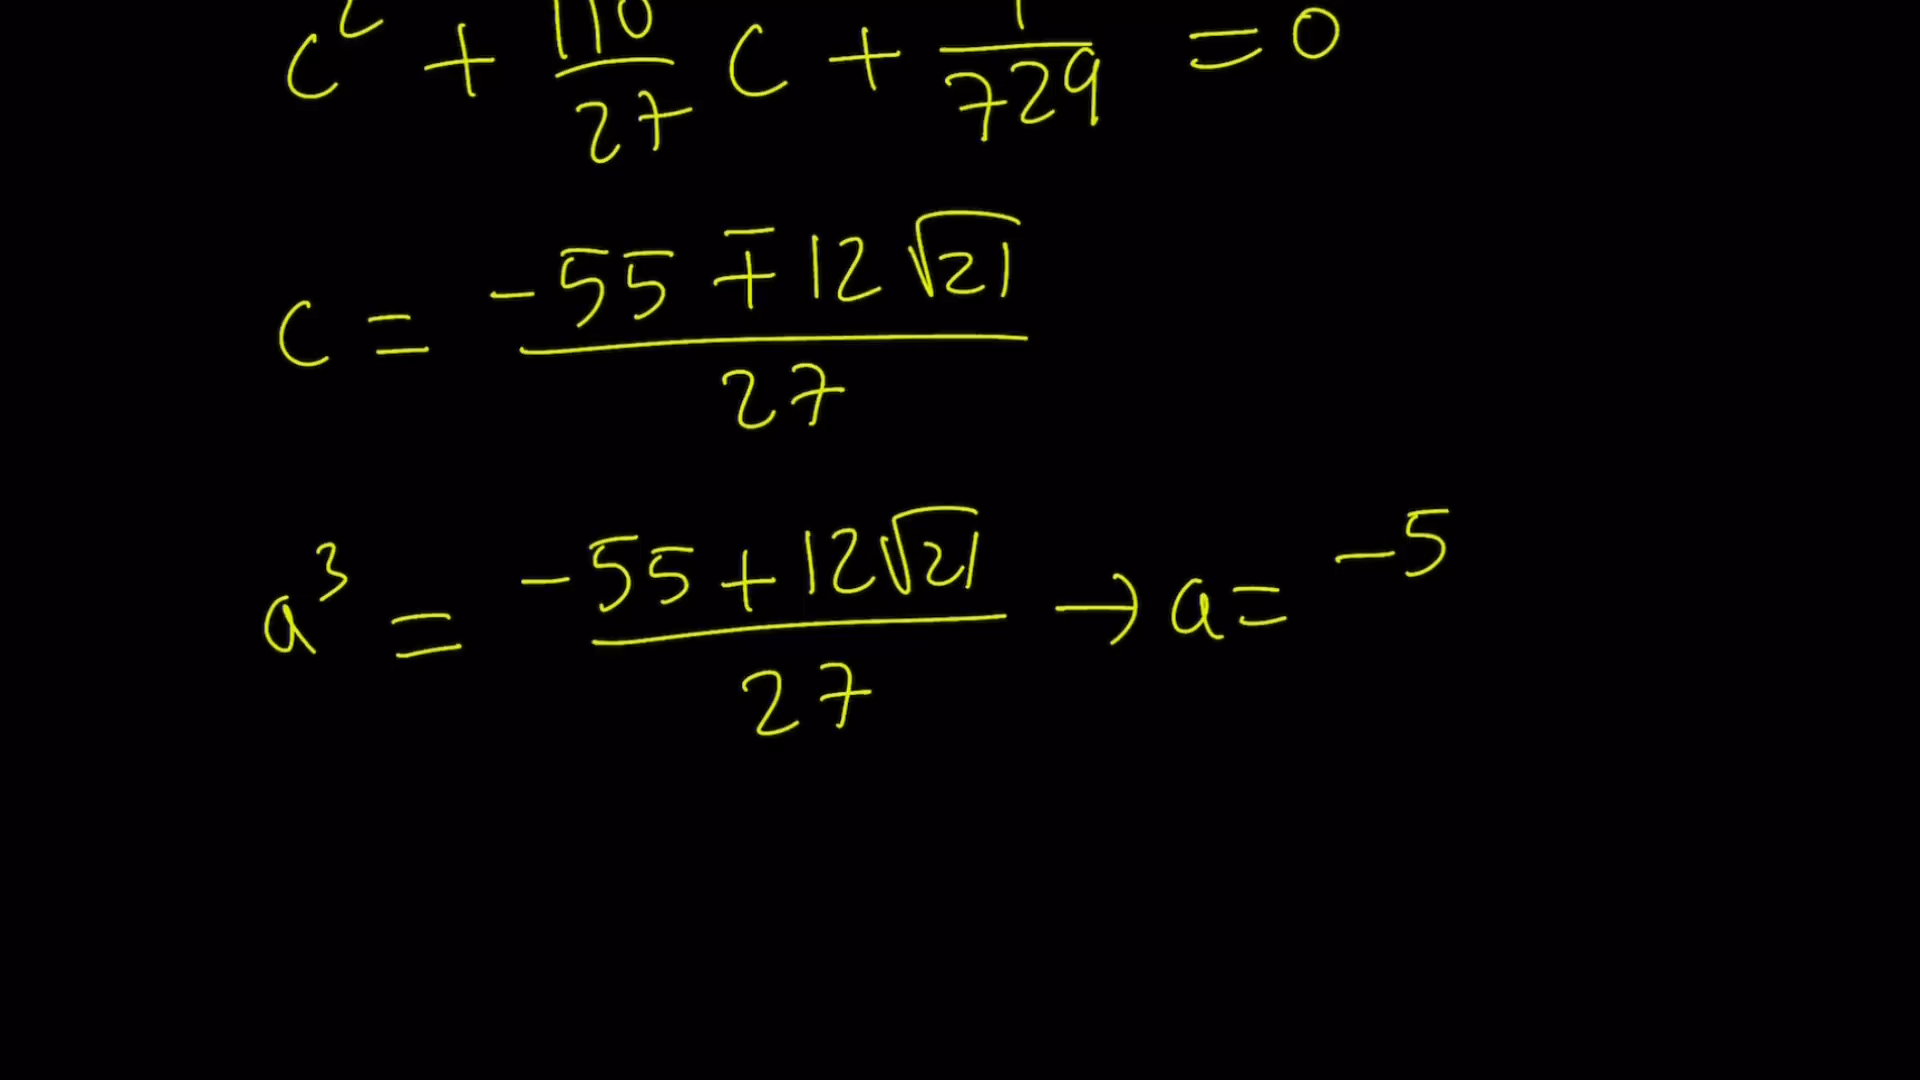 c² + 110/27 c + 1/729 = 0
c = (-55 ∓ 12√21)/27
a³ = (-55 + 12√21)/27 → a = -5